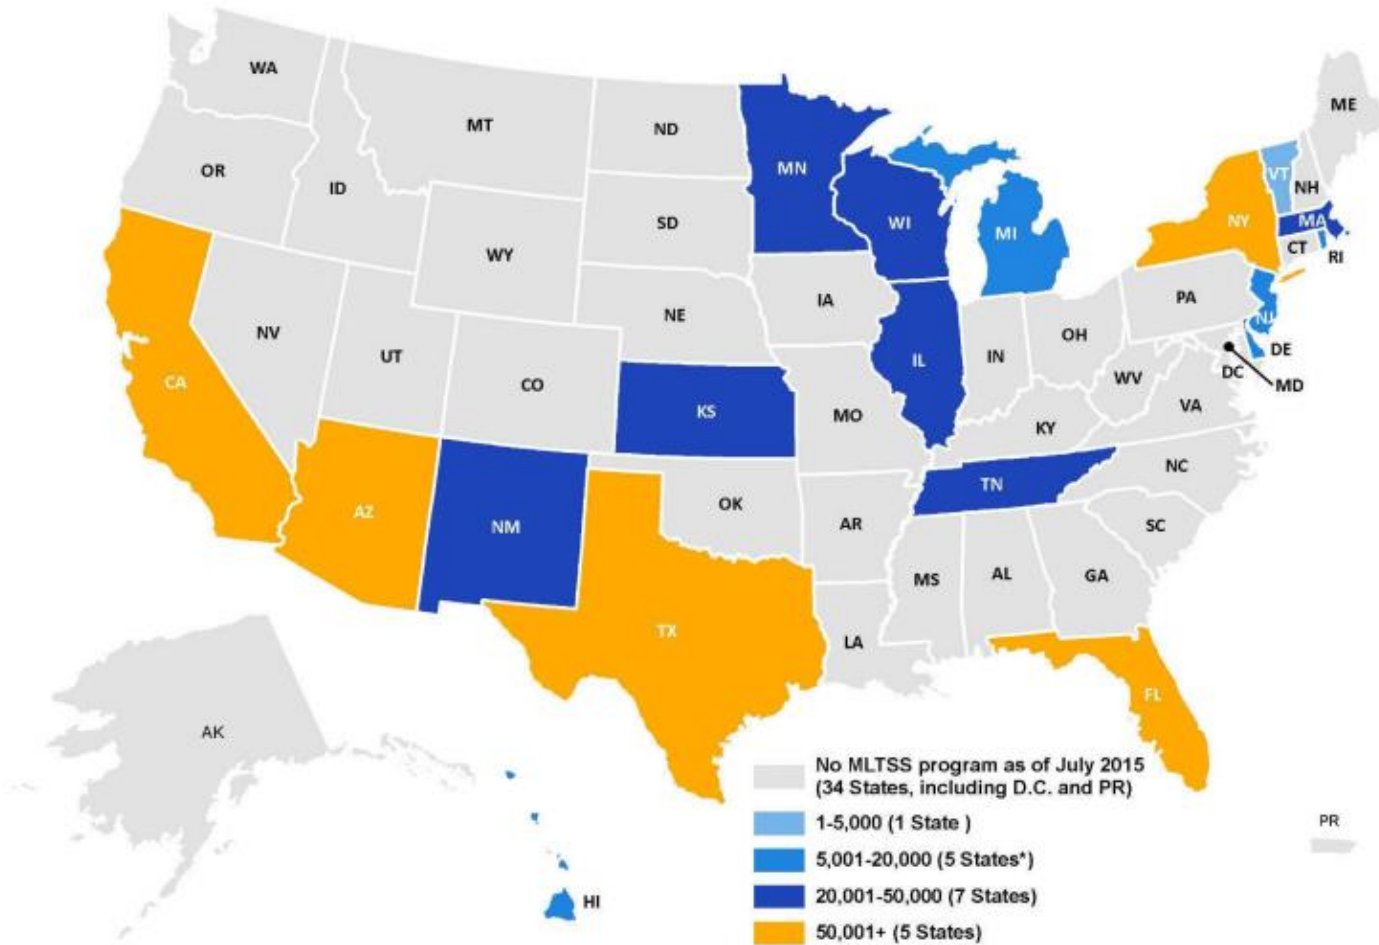 WA
MT
ND
MN
ME
OR
ID
SD
WI
MI
VT
NH
NY
MA
CT
RI
WY
IA
PA
NE
NV
UT
CO
IL
IN
OH
NJ
DE
DC
MD
WV
VA
CA
KS
MO
KY
NC
AZ
NM
OK
TN
AR
SC
MS
AL
GA
TX
LA
FL
AK
HI
PR
No MLTSS program as of July 2015
(34 States, including D.C. and PR)
1-5,000 (1 State )
5,001-20,000 (5 States*)
20,001-50,000 (7 States)
50,001+ (5 States)